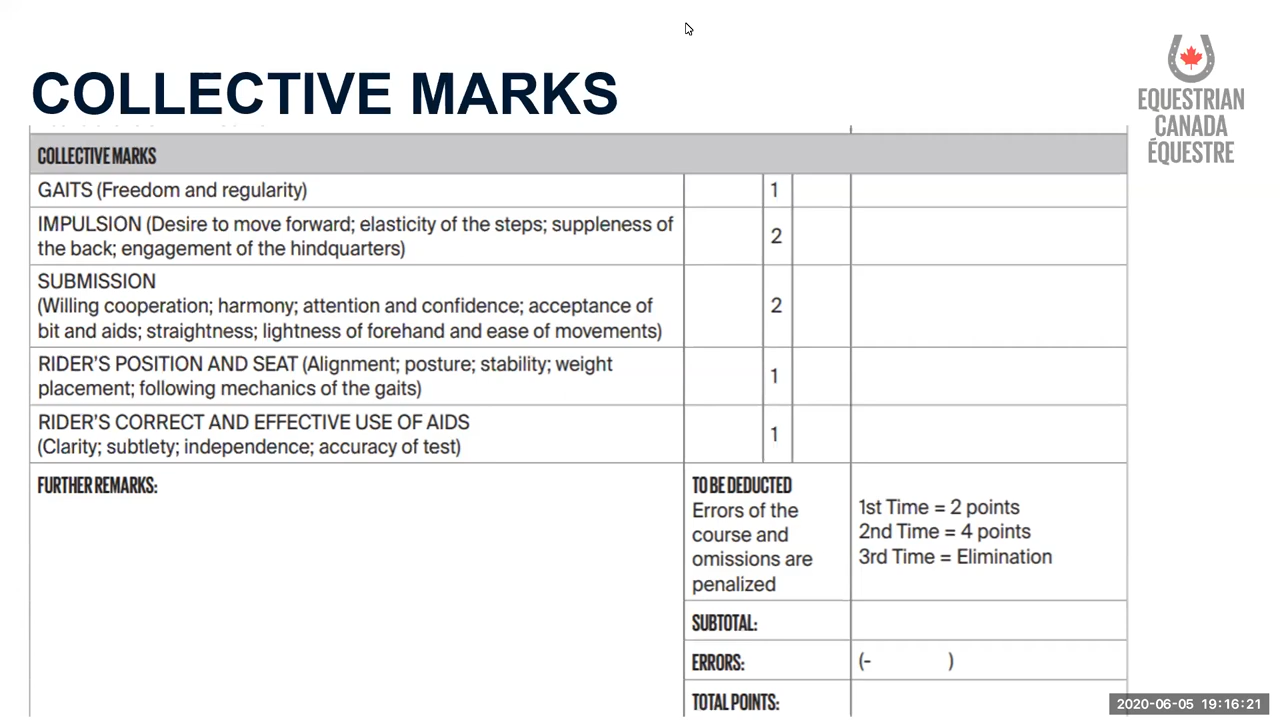 COLLECTIVE MARKS
EQUESTRIAN
CANADA
ÉQUESTRE
COLLECTIVE MARKS
GAITS (Freedom and regularity)
1
IMPULSION (Desire to move forward; elasticity of the steps; suppleness of
the back; engagement of the hindquarters)
2
SUBMISSION
(Willing cooperation; harmony; attention and confidence; acceptance of
bit and aids; straightness; lightness of forehand and ease of movements)
2
RIDER'S POSITION AND SEAT (Alignment; posture; stability; weight
placement; following mechanics of the gaits)
1
RIDER'S CORRECT AND EFFECTIVE USE OF AIDS
(Clarity; subtlety; independence; accuracy of test)
1
FURTHER REMARKS:
TO BE DEDUCTED
Errors of the
course and
omissions are
penalized
1st Time = 2 points
2nd Time = 4 points
3rd Time = Elimination
SUBTOTAL:
ERRORS:
(- )
TOTAL POINTS:
2020-06-05 19:16:21